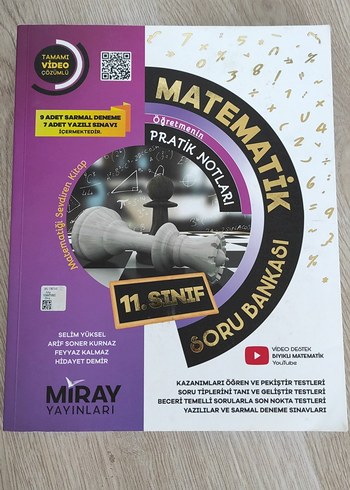 TAMAMI
VİDEO
ÇÖZÜMLÜ
9 ADET SARMAL DENEME
7 ADET YAZILI SINAVI
İÇERMEKTEDİR.
MATEMATİK
SORU BANKASI
Öğretmenin
PRATİK NOTLARI
Matematiği Sevdiren Kitap
11. SINIF
SELİM YÜKSEL
ARİF SONER KURNAZ
FEYYAZ KALMAZ
HİDAYET DEMİR
VİDEO DESTEK
BIYIKLI MATEMATİK
YouTube
MİRAY
YAYINLARI
KAZANIMLARI ÖĞREN VE PEKİŞTİR TESTLERİ
SORU TİPLERİNİ TANI VE GELİŞTİR TESTLERİ
BECERİ TEMELLİ SORULARLA SON NOKTA TESTLERİ
YAZILILAR VE SARMAL DENEME SINAVLARI